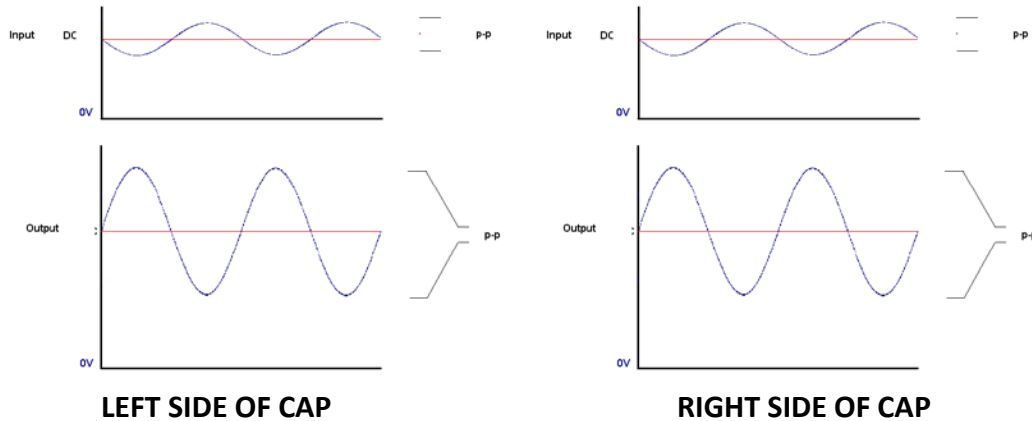 Input DC p-p
0V
Output p-p
0V
LEFT SIDE OF CAP
Input DC p-p
0V
Output p-
0V
RIGHT SIDE OF CAP